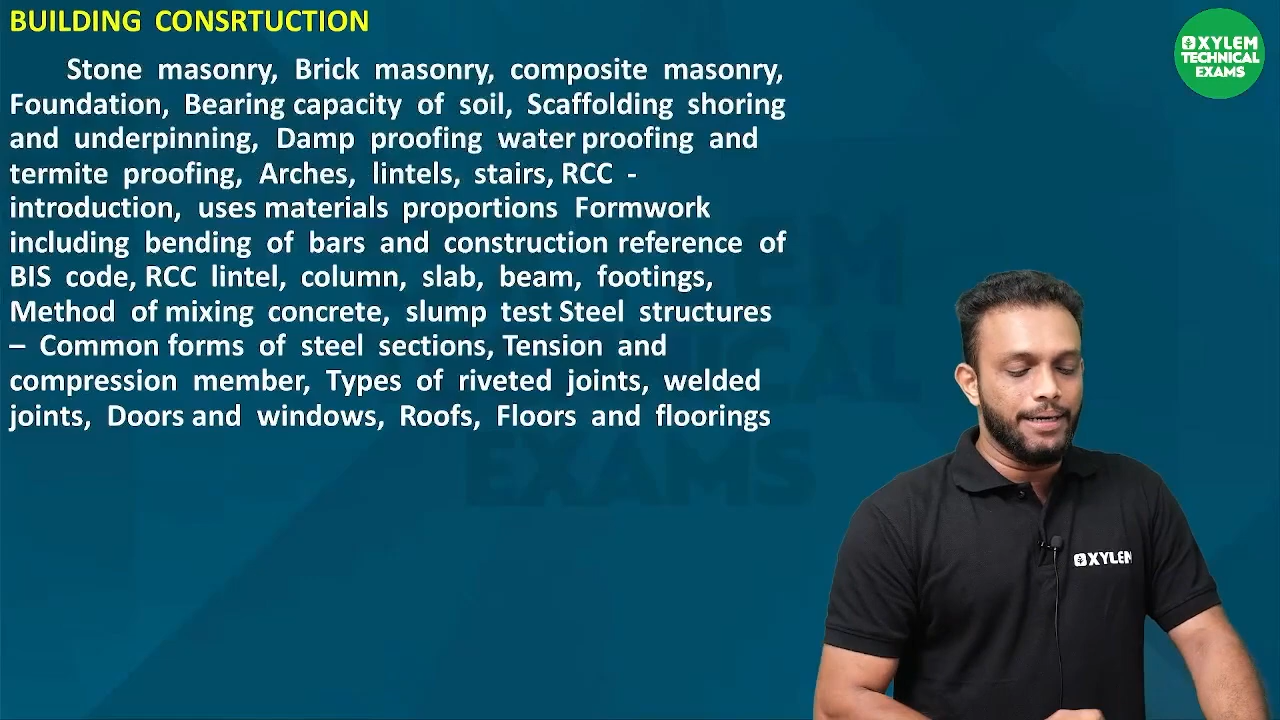 BUILDING CONSRTUCTION
Stone masonry, Brick masonry, composite masonry,
Foundation, Bearing capacity of soil, Scaffolding shoring
and underpinning, Damp proofing water proofing and
termite proofing, Arches, lintels, stairs, RCC -
introduction, uses materials proportions Formwork
including bending of bars and construction reference of
BIS code, RCC lintel, column, slab, beam, footings,
Method of mixing concrete, slump test Steel structures
– Common forms of steel sections, Tension and
compression member, Types of riveted joints, welded
joints, Doors and windows, Roofs, Floors and floorings
XYLEM
TECHNICAL
EXAMS
XYLEM
XYLEM
TECHNICAL
EXAMS